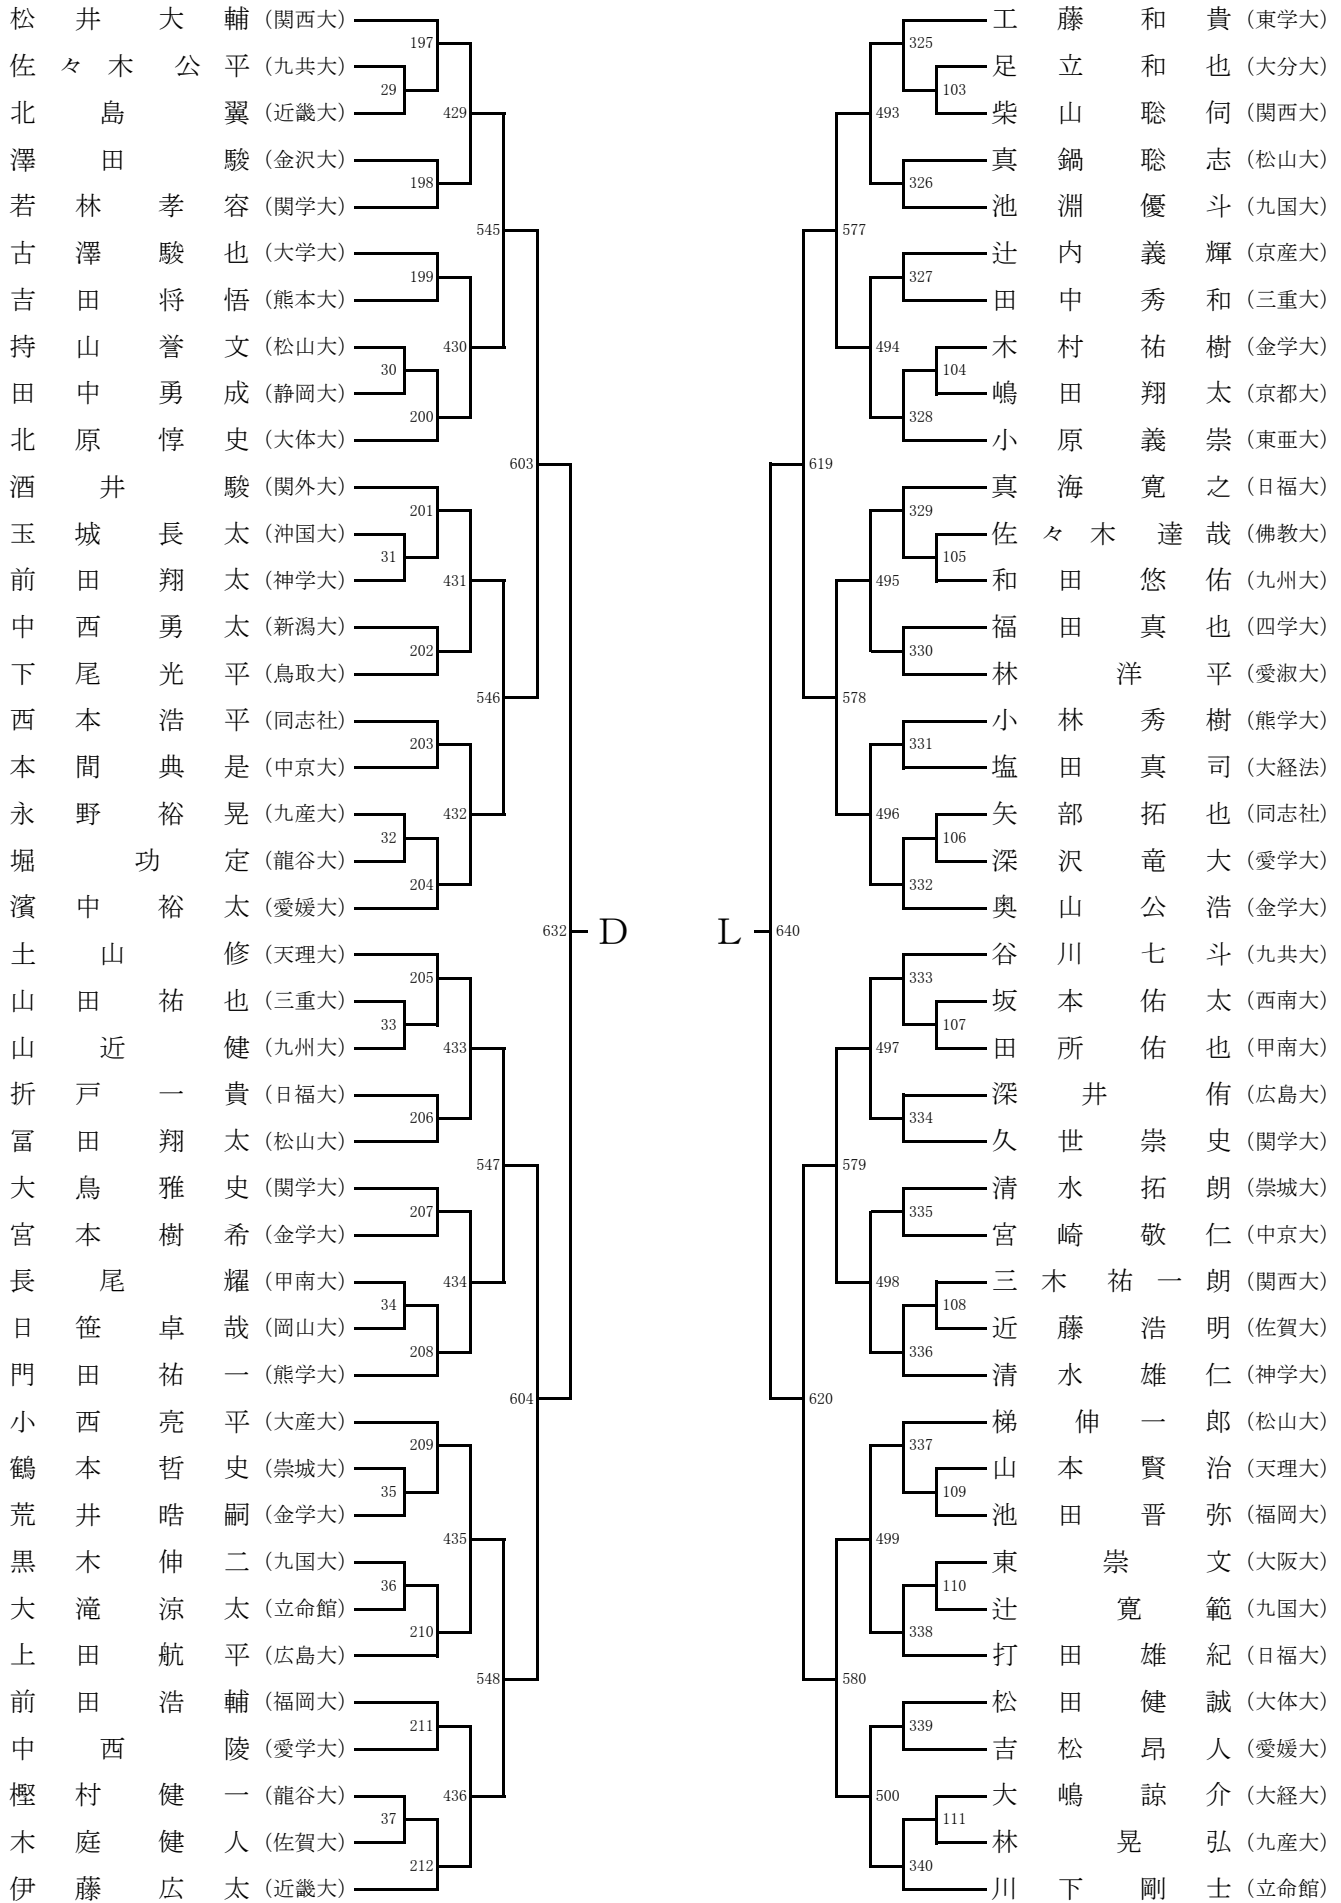 松井大輔（関西大）
197
佐々木公平（九共大）
29
北島翼（近畿大）
429
澤田駿（金沢大）
198
若林孝容（関学大）
545
古澤駿也（大学大）
199
吉田将悟（熊本大）
持山誉文（松山大）
430
30
田中勇成（静岡大）
200
北原惇史（大体大）
603
酒井駿（関外大）
201
玉城長太（沖国大）
31
前田翔太（神学大）
431
中西勇太（新潟大）
202
下尾光平（鳥取大）
546
西本浩平（同志社）
203
本間典是（中京大）
永野裕晃（九産大）
432
32
堀功定（龍谷大）
204
濱中裕太（愛媛大）
632
D
土山修（天理大）
205
山田祐也（三重大）
33
山近健（九州大）
433
折戸一貴（日福大）
206
冨田翔太（松山大）
547
大鳥雅史（関学大）
207
宮本樹希（金学大）
長尾耀（甲南大）
434
34
日笹卓哉（岡山大）
208
門田祐一（熊学大）
604
小西亮平（大産大）
209
鶴本哲史（崇城大）
35
荒井晧嗣（金学大）
435
黒木伸二（九国大）
36
大滝涼太（立命館）
210
上田航平（広島大）
548
前田浩輔（福岡大）
211
中西陵（愛学大）
樫村健一（龍谷大）
436
37
木庭健人（佐賀大）
212
伊藤広太（近畿大）
工藤和貴（東学大）
325
足立和也（大分大）
103
柴山聡伺（関西大）
493
真鍋聡志（松山大）
326
池淵優斗（九国大）
577
辻内義輝（京産大）
327
田中秀和（三重大）
木村祐樹（金学大）
494
104
嶋田翔太（京都大）
328
小原義崇（東亜大）
619
真海寛之（日福大）
329
佐々木達哉（佛教大）
105
和田悠佑（九州大）
495
福田真也（四学大）
330
林洋平（愛淑大）
578
小林秀樹（熊学大）
331
塩田真司（大経法）
矢部拓也（同志社）
496
106
深沢竜大（愛学大）
332
奥山公浩（金学大）
L
640
谷川七斗（九共大）
333
坂本佑太（西南大）
107
田所佑也（甲南大）
497
深井侑（広島大）
334
久世崇史（関学大）
579
清水拓朗（崇城大）
335
宮崎敬仁（中京大）
三木祐一朗（関西大）
498
108
近藤浩明（佐賀大）
336
清水雄仁（神学大）
620
梯伸一郎（松山大）
337
山本賢治（天理大）
109
池田晋弥（福岡大）
499
東崇文（大阪大）
110
辻寛範（九国大）
338
打田雄紀（日福大）
580
松田健誠（大体大）
339
吉松昂人（愛媛大）
大嶋諒介（大経大）
500
111
林晃弘（九産大）
340
川下剛士（立命館）